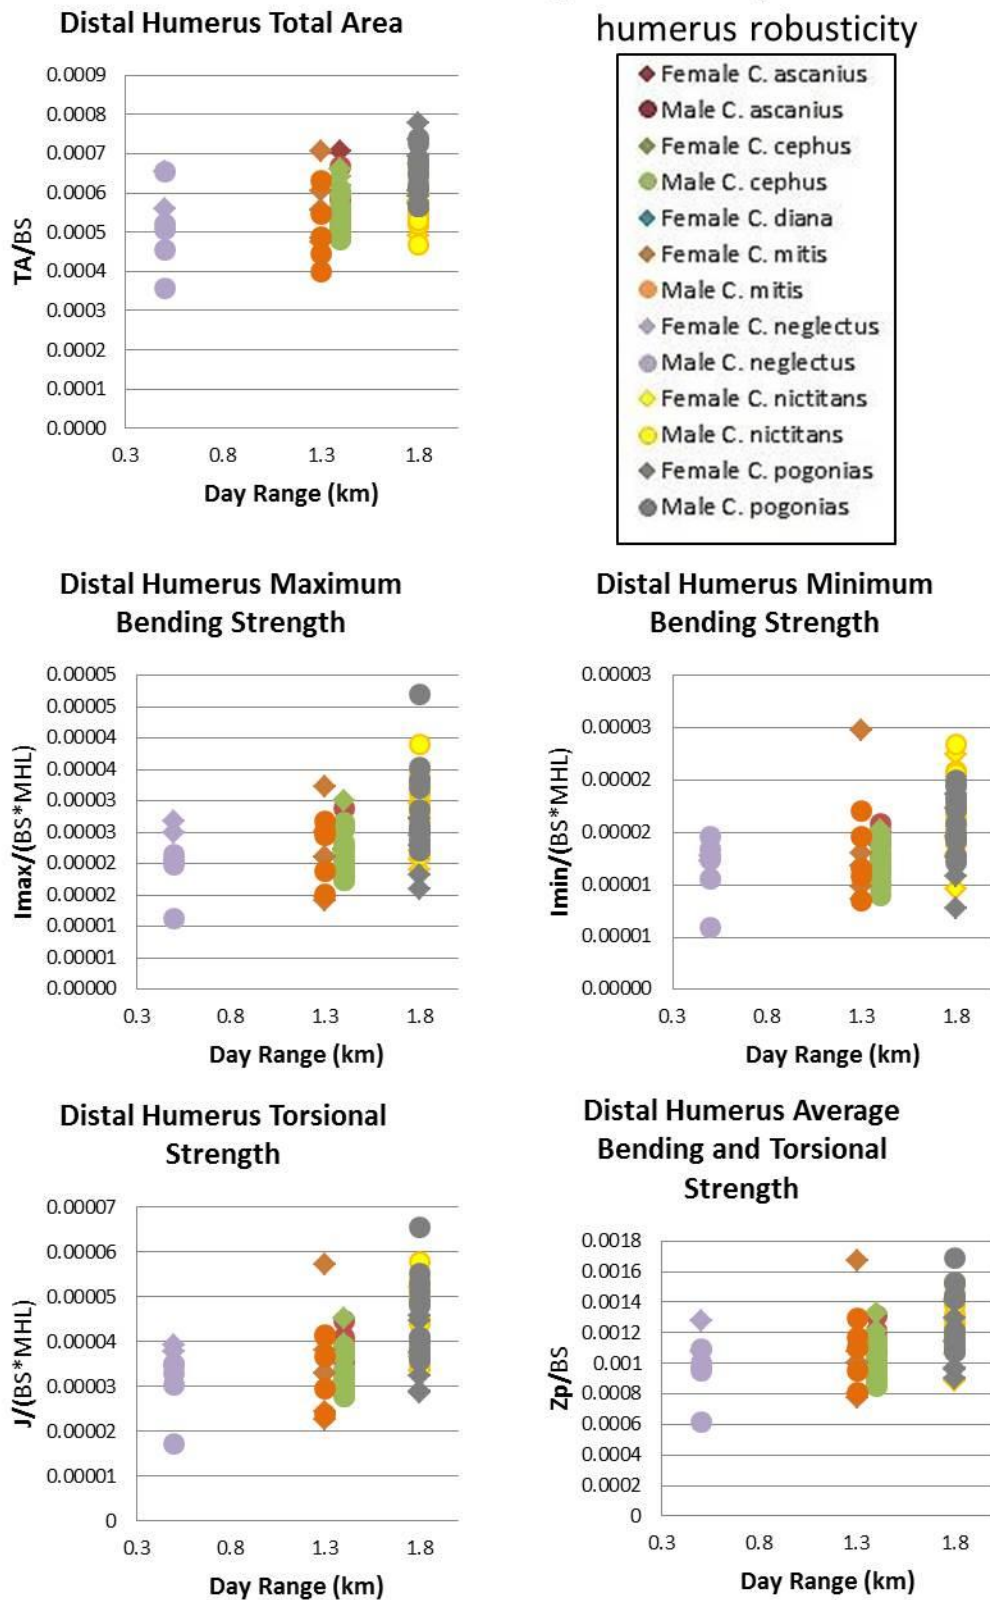 Distal Humerus Total Area
humerus robusticity
0.0009
0.0008
0.0007
0.0006
0.0005
0.0004
0.0003
0.0002
0.0001
0.0000
TA/BS
0.3 0.8 1.3 1.8
Day Range (km)
Female C. ascanius
Male C. ascanius
Female C. cephus
Male C. cephus
Female C. diana
Female C. mitis
Male C. mitis
Female C. neglectus
Male C. neglectus
Female C. nictitans
Male C. nictitans
Female C. pogonias
Male C. pogonias
Distal Humerus Maximum
Bending Strength
0.00005
0.00005
0.00004
0.00004
0.00003
0.00003
0.00002
0.00002
0.00001
0.00001
0.00000
Imax/(BS*MHL)
0.3 0.8 1.3 1.8
Day Range (km)
Distal Humerus Minimum
Bending Strength
0.00003
0.00003
0.00002
0.00002
0.00001
0.00001
0.00000
Imin/(BS*MHL)
0.3 0.8 1.3 1.8
Day Range (km)
Distal Humerus Torsional
Strength
0.00007
0.00006
0.00005
0.00004
0.00003
0.00002
0.00001
0
J/(BS*MHL)
0.3 0.8 1.3 1.8
Day Range (km)
Distal Humerus Average
Bending and Torsional
Strength
0.0018
0.0016
0.0014
0.0012
0.001
0.0008
0.0006
0.0004
0.0002
0
Zp/BS
0.3 0.8 1.3 1.8
Day Range (km)